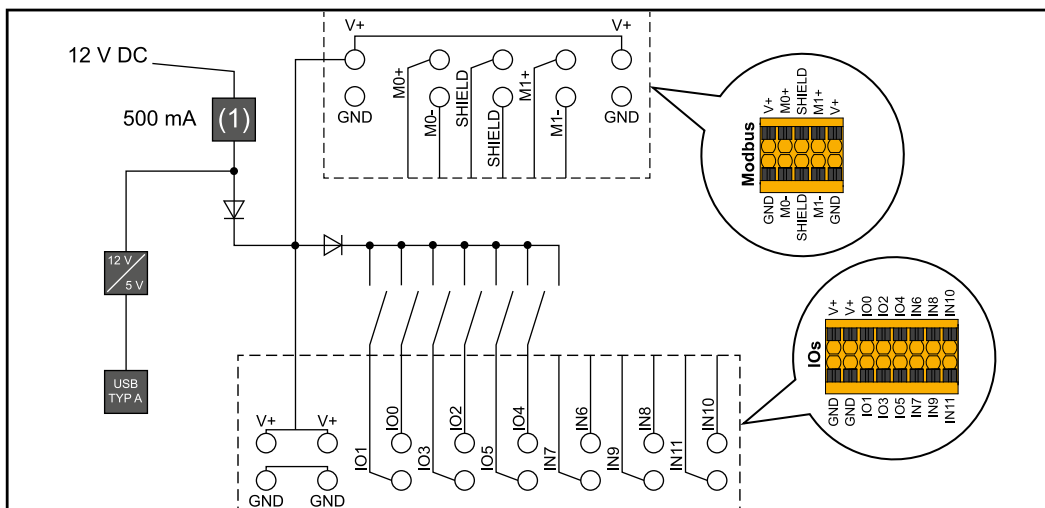 12 V DC
500 mA
(1)
12 V
5 V
USB
TYP A
V+
V+
M0+
SHIELD
M1+
GND
M0-
SHIELD
M1-
GND
V+
M0+
SHIELD
M1+
V+
Modbus
GND
M0-
SHIELD
M1-
GND
V+
V+
IO0
IO2
IO4
IN6
IN8
IN10
IO1
IO3
IO5
IN7
IN9
IN11
GND
GND
V+
V+
IO0
IO2
IO4
IN6
IN8
IN10
IOs
GND
GND
IO1
IO3
IO5
IN7
IN9
IN11